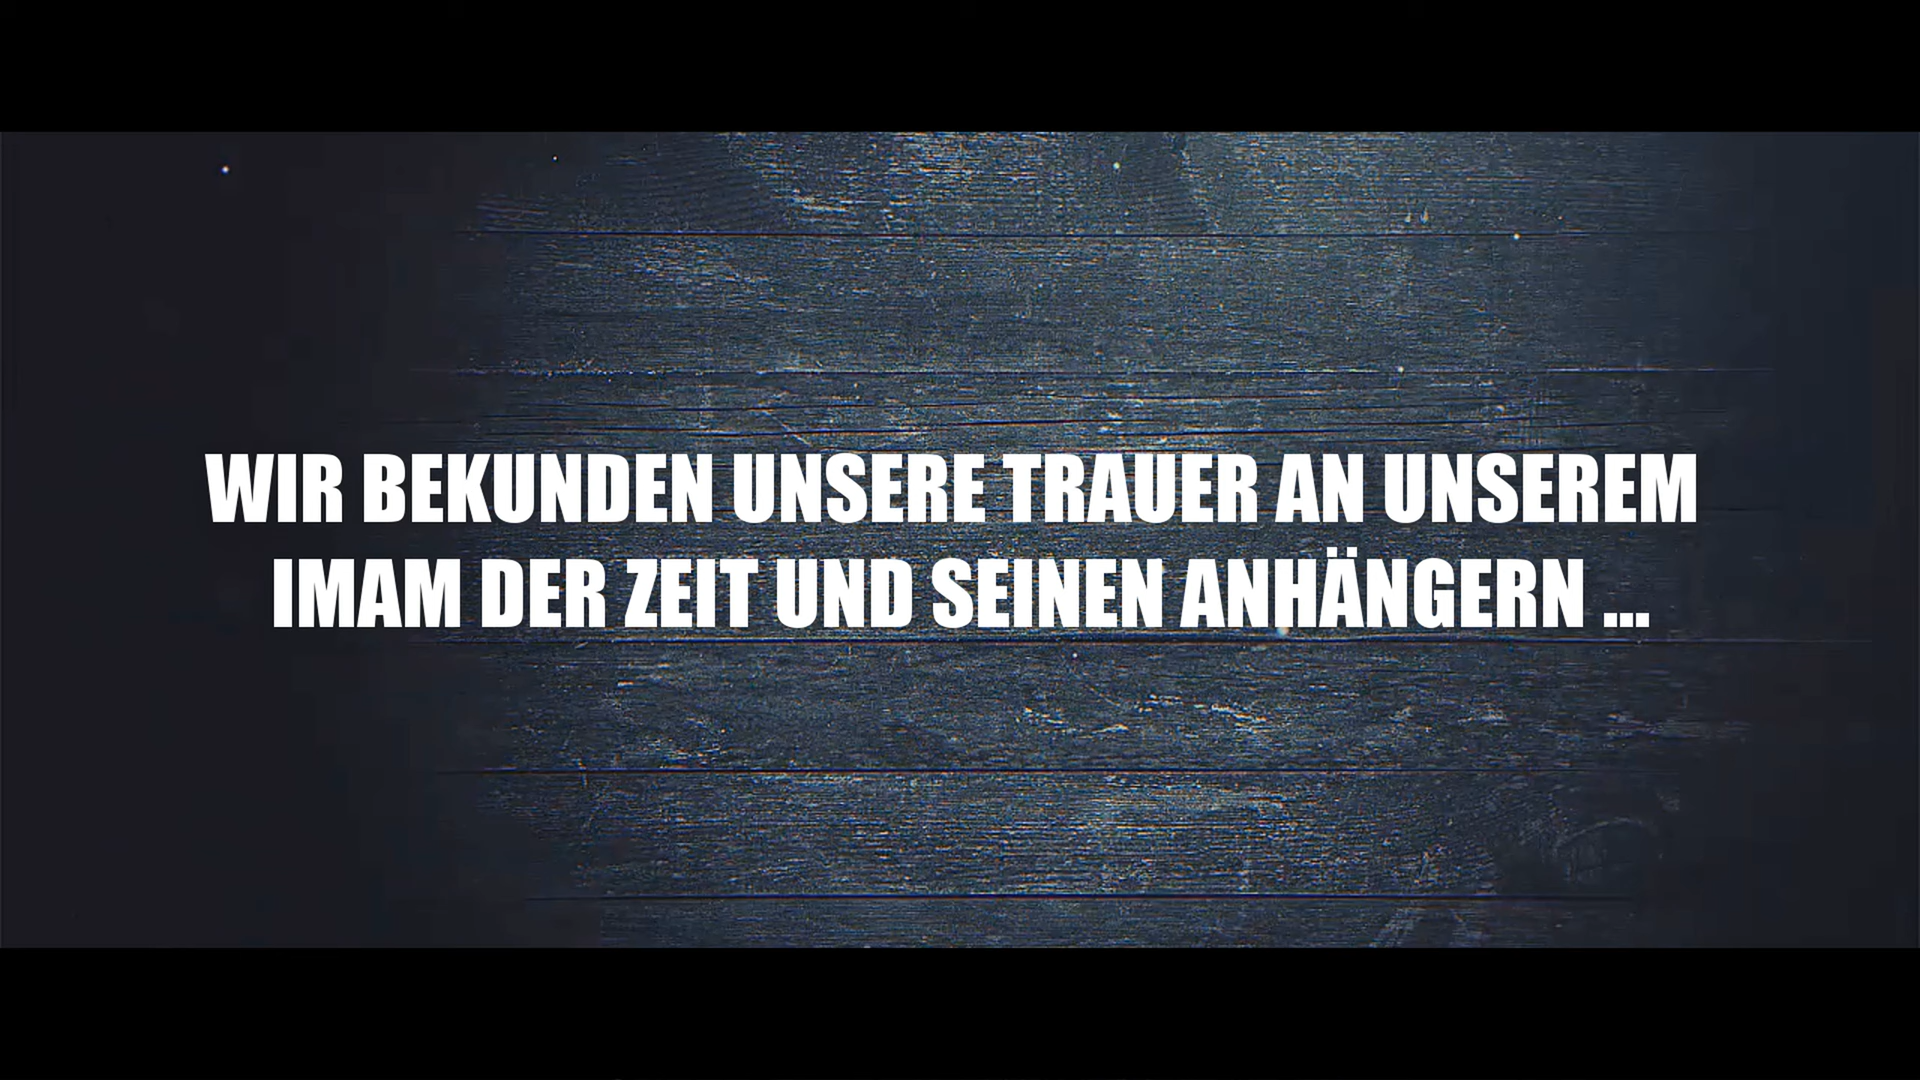 WIR BEKUNDEN UNSERE TRAUER AN UNSEREM
IMAM DER ZEIT UND SEINEN ANHÄNGERN ...